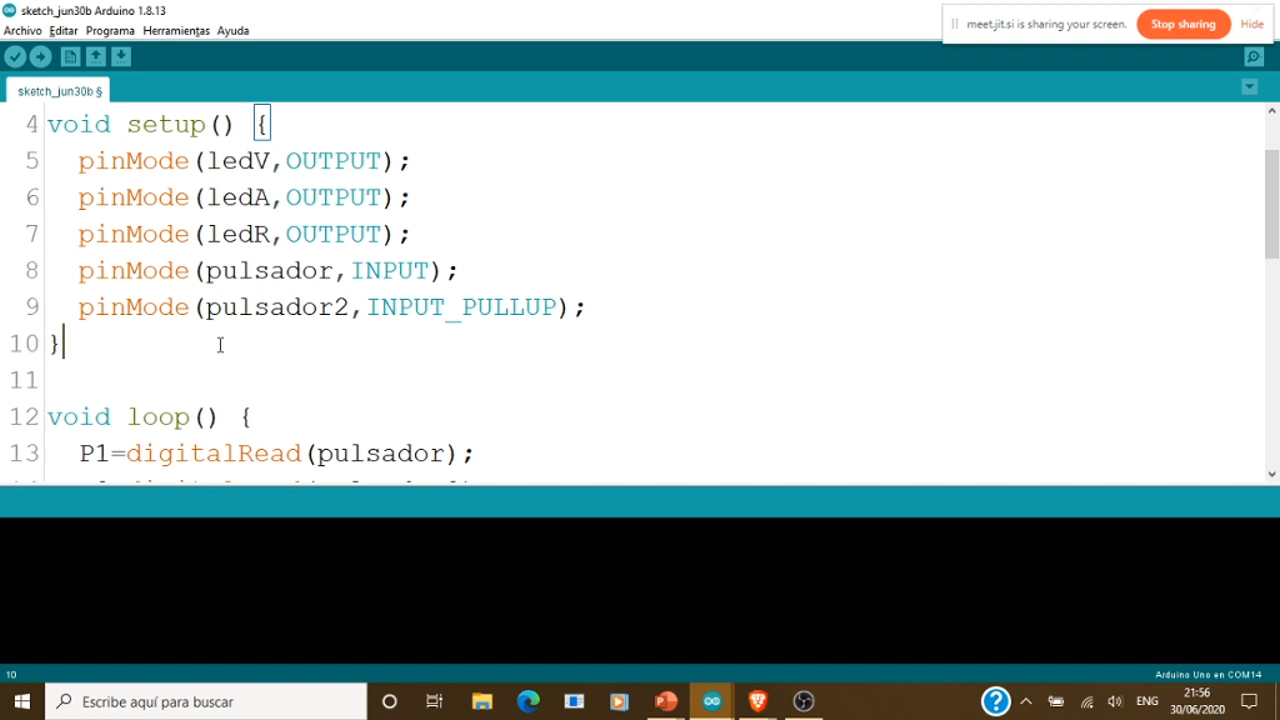 sketch_jun30b Arduino 1.8.13
Archivo Editar Programa Herramientas Ayuda
meet.jit.si is sharing your screen. Stop sharing Hide
sketch_jun30b §
4 void setup() {
5 pinMode(ledV,OUTPUT);
6 pinMode(ledA,OUTPUT);
7 pinMode(ledR,OUTPUT);
8 pinMode(pulsador,INPUT);
9 pinMode(pulsador2,INPUT_PULLUP);
10 }
11
12 void loop() {
13 P1=digitalRead(pulsador);
10 Arduino Uno en COM14
Escribe aquí para buscar
ENG
21:56
30/06/2020